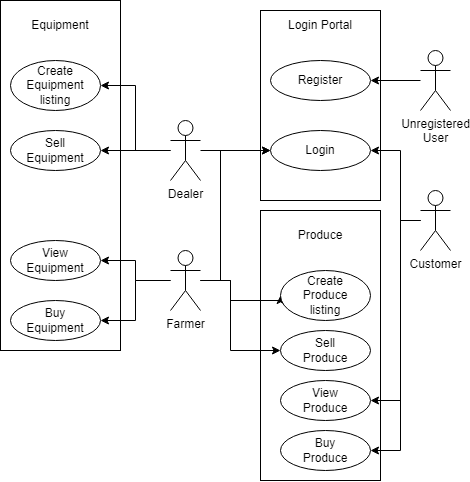 Equipment
Create
Equipment
listing
Sell
Equipment
View
Equipment
Buy
Equipment
Dealer
Farmer
Login Portal
Register
Login
Unregistered
User
Customer
Produce
Create
Produce
listing
Sell
Produce
View
Produce
Buy
Produce